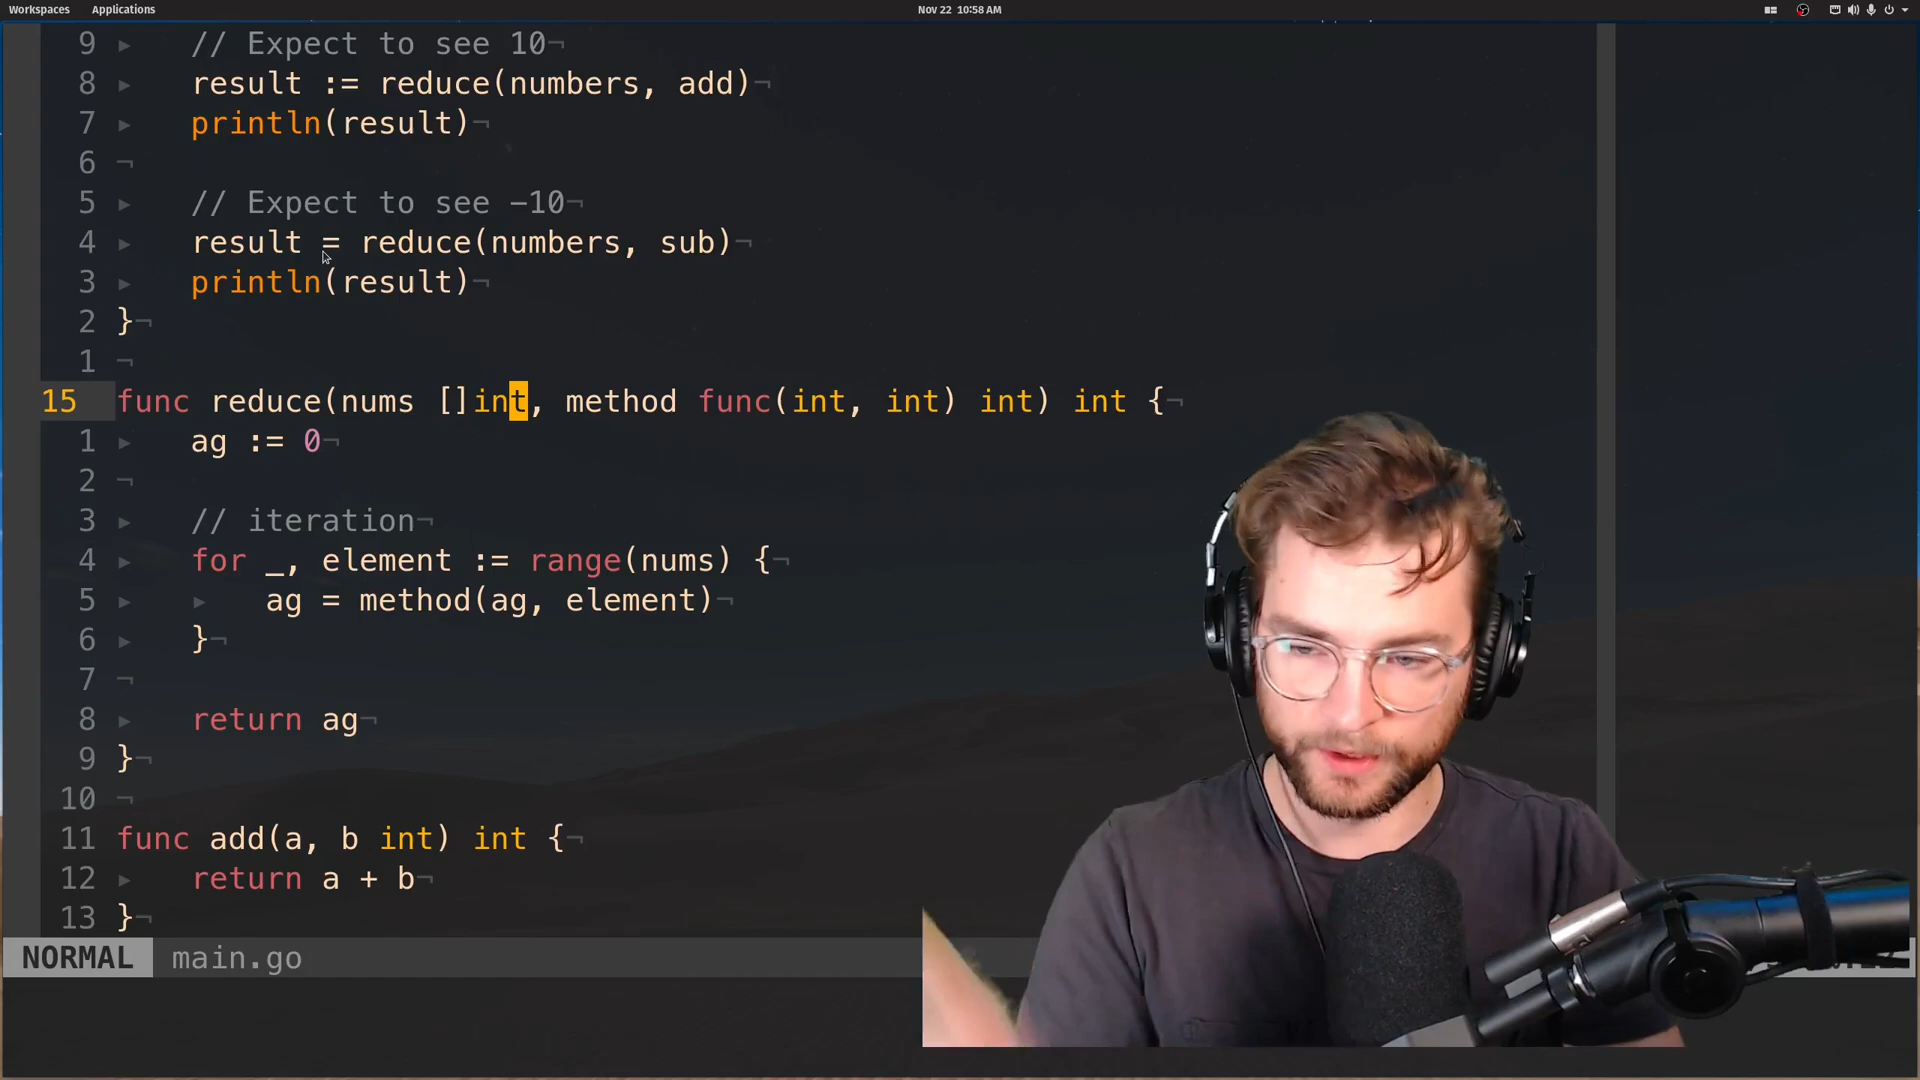 Workspaces Applications Nov 22 10:58 AM
9 // Expect to see 10
8 result := reduce(numbers, add)
7 println(result)
6
5 // Expect to see -10
4 result = reduce(numbers, sub)
3 println(result)
2 }
1
15 func reduce(nums []int, method func(int, int) int) int {
1 ag := 0
2
3 // iteration
4 for _, element := range(nums) {
5 ag = method(ag, element)
6 }
7
8 return ag
9 }
10
11 func add(a, b int) int {
12 return a + b
13 }
NORMAL main.go